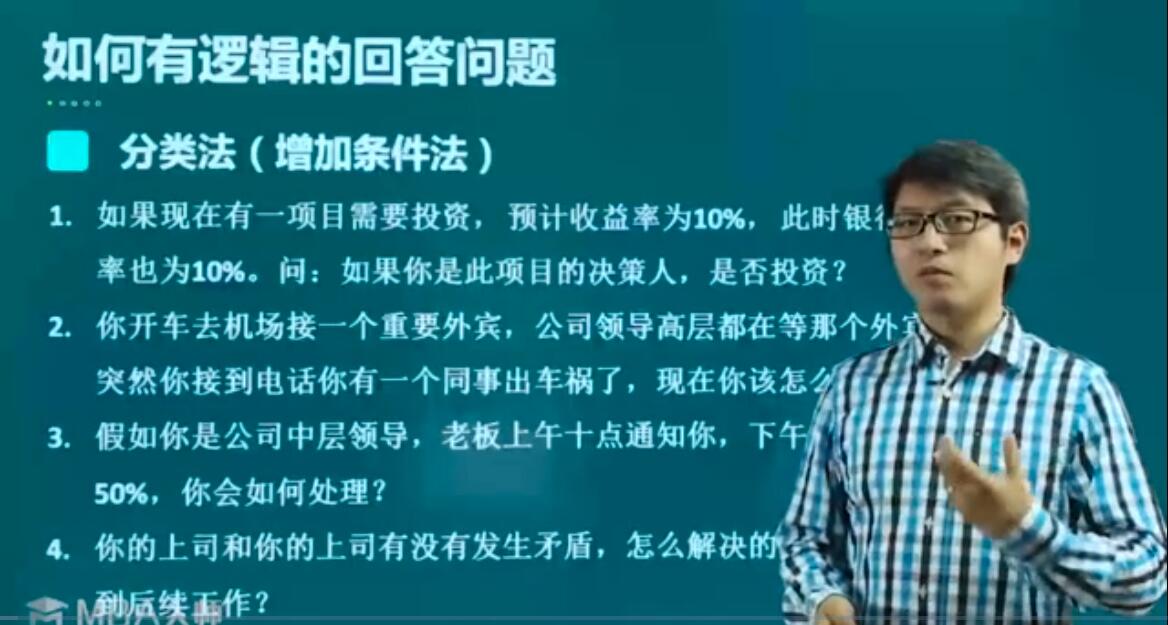 如何有逻辑的回答问题
分类法（增加条件法）
1. 如果现在有一项目需要投资，预计收益率为10%，此时银行
率也为10%。问：如果你是此项目的决策人，是否投资？
2. 你开车去机场接一个重要外宾，公司领导高层都在等那个外宾
突然你接到电话你有一个同事出车祸了，现在你该怎么
3. 假如你是公司中层领导，老板上午十点通知你，下午
50%，你会如何处理？
4. 你的上司和你的上司有没有发生矛盾，怎么解决的
到后续工作？
MBA大师